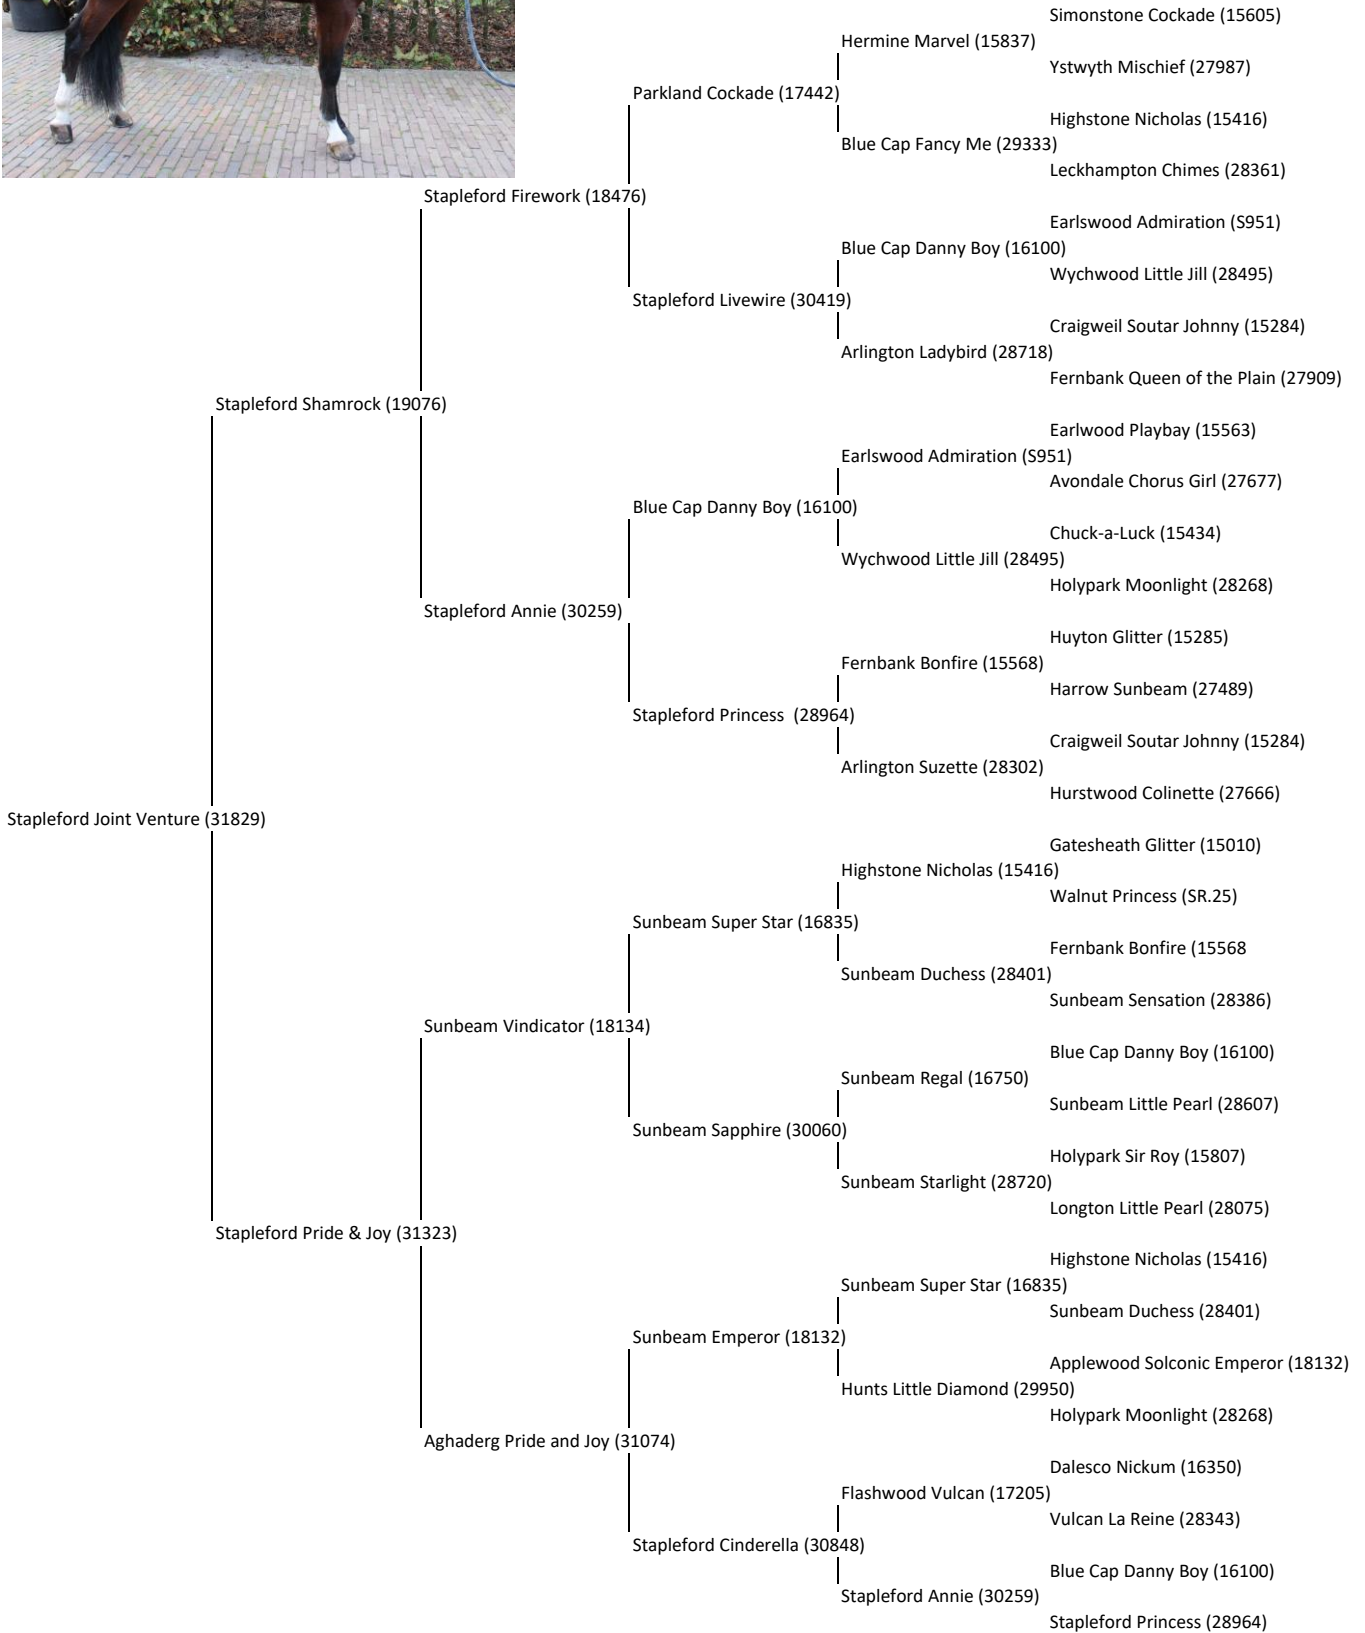 Simonstone Cockade (15605)
Hermine Marvel (15837)
Ystwyth Mischief (27987)
Parkland Cockade (17442)
Highstone Nicholas (15416)
Blue Cap Fancy Me (29333)
Leckhampton Chimes (28361)
Stapleford Firework (18476)
Earlswood Admiration (S951)
Blue Cap Danny Boy (16100)
Wychwood Little Jill (28495)
Stapleford Livewire (30419)
Craigweil Soutar Johnny (15284)
Arlington Ladybird (28718)
Fernbank Queen of the Plain (27909)
Stapleford Shamrock (19076)
Earlwood Playbay (15563)
Earlswood Admiration (S951)
Avondale Chorus Girl (27677)
Blue Cap Danny Boy (16100)
Chuck-a-Luck (15434)
Wychwood Little Jill (28495)
Holypark Moonlight (28268)
Stapleford Annie (30259)
Huyton Glitter (15285)
Fernbank Bonfire (15568)
Harrow Sunbeam (27489)
Stapleford Princess  (28964)
Craigweil Soutar Johnny (15284)
Arlington Suzette (28302)
Hurstwood Colinette (27666)
Stapleford Joint Venture (31829)
Gatesheath Glitter (15010)
Highstone Nicholas (15416)
Walnut Princess (SR.25)
Sunbeam Super Star (16835)
Fernbank Bonfire (15568
Sunbeam Duchess (28401)
Sunbeam Sensation (28386)
Sunbeam Vindicator (18134)
Blue Cap Danny Boy (16100)
Sunbeam Regal (16750)
Sunbeam Little Pearl (28607)
Sunbeam Sapphire (30060)
Holypark Sir Roy (15807)
Sunbeam Starlight (28720)
Longton Little Pearl (28075)
Stapleford Pride & Joy (31323)
Highstone Nicholas (15416)
Sunbeam Super Star (16835)
Sunbeam Duchess (28401)
Sunbeam Emperor (18132)
Applewood Solconic Emperor (18132)
Hunts Little Diamond (29950)
Holypark Moonlight (28268)
Aghaderg Pride and Joy (31074)
Dalesco Nickum (16350)
Flashwood Vulcan (17205)
Vulcan La Reine (28343)
Stapleford Cinderella (30848)
Blue Cap Danny Boy (16100)
Stapleford Annie (30259)
Stapleford Princess (28964)